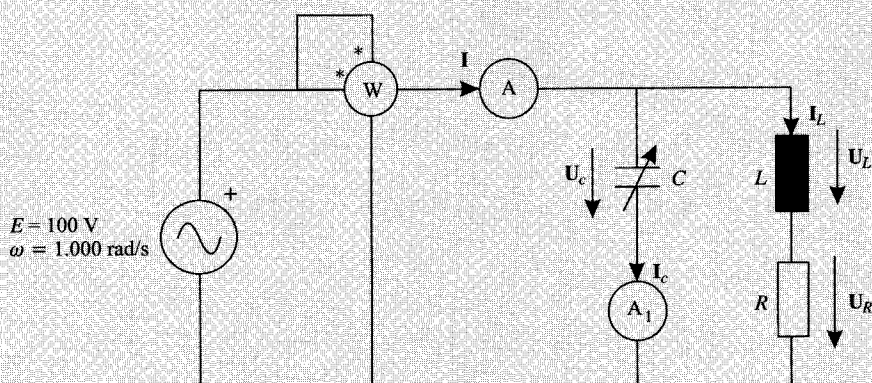 *
*
W
I
A
I_L
U_c
C
L
U_L
+
E = 100 V
ω = 1.000 rad/s
I_c
A_1
R
U_R